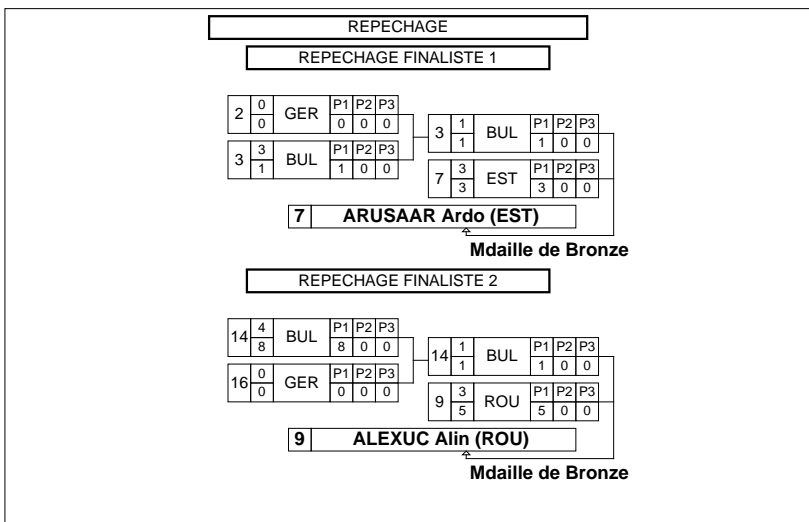 REPECHAGE
REPECHAGE FINALISTE 1
2 0 GER P1 P2 P3
0 0 0 0
3 1 BUL P1 P2 P3
1 1 0 0
3 3 BUL P1 P2 P3
1 1 0 0
7 3 EST P1 P2 P3
3 3 0 0
7 ARUSAAR Ardo (EST)
Mdaille de Bronze
REPECHAGE FINALISTE 2
14 4 BUL P1 P2 P3
8 8 0 0
14 1 BUL P1 P2 P3
1 1 0 0
16 0 GER P1 P2 P3
0 0 0 0
9 3 ROU P1 P2 P3
5 5 0 0
9 ALEXUC Alin (ROU)
Mdaille de Bronze